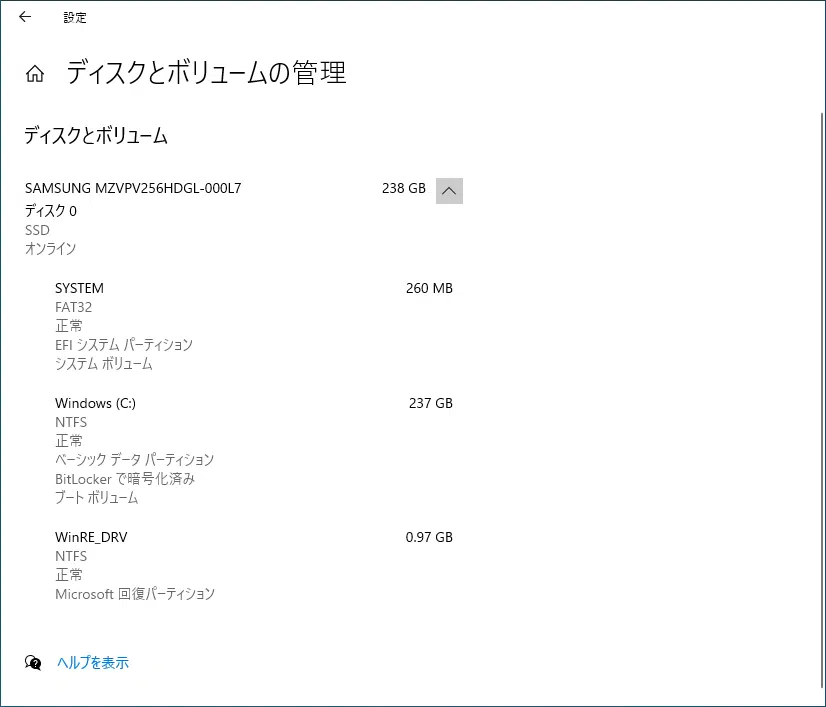 設定
ディスクとボリュームの管理
ディスクとボリューム
SAMSUNG MZVPV256HDGL-000L7 238 GB
ディスク 0
SSD
オンライン
SYSTEM 260 MB
FAT32
正常
EFI システム パーティション
システム ボリューム
Windows (C:) 237 GB
NTFS
正常
ベーシック データ パーティション
BitLocker で暗号化済み
ブート ボリューム
WinRE_DRV 0.97 GB
NTFS
正常
Microsoft 回復パーティション
ヘルプを表示